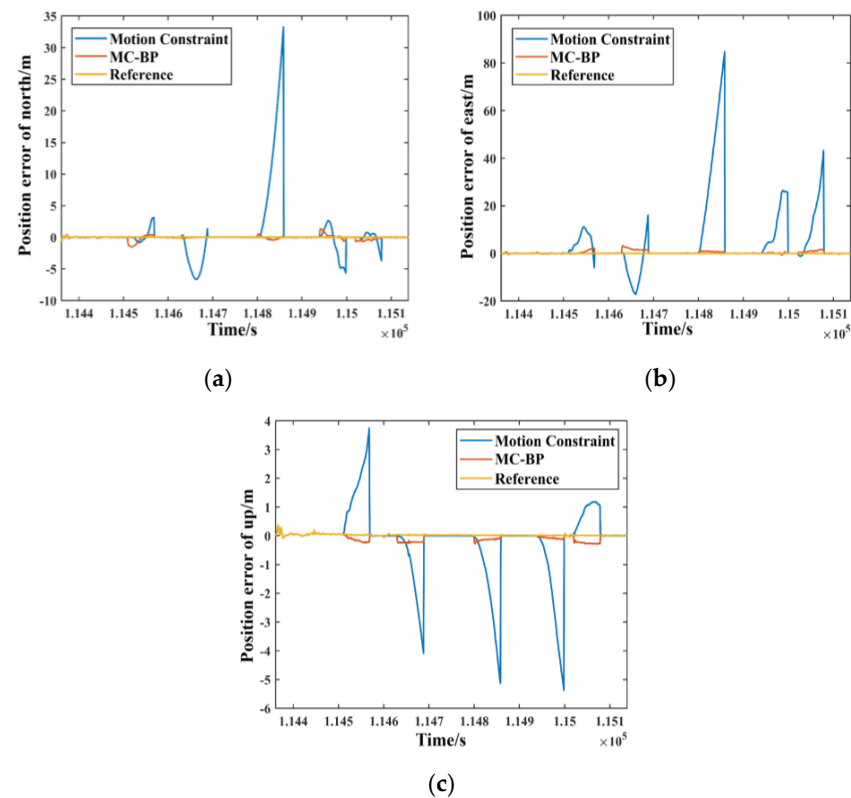 35
30
25
20
15
10
5
0
-5
-10
Position error of north/m
Motion Constraint
MC-BP
Reference
1.144 1.145 1.146 1.147 1.148 1.149 1.15 1.151
Time/s
×10⁵
(a)
100
80
60
40
20
0
-20
Position error of east/m
Motion Constraint
MC-BP
Reference
1.144 1.145 1.146 1.147 1.148 1.149 1.15 1.151
Time/s
×10⁵
(b)
4
3
2
1
0
-1
-2
-3
-4
-5
-6
Position error of up/m
Motion Constraint
MC-BP
Reference
1.144 1.145 1.146 1.147 1.148 1.149 1.15 1.151
Time/s
×10⁵
(c)